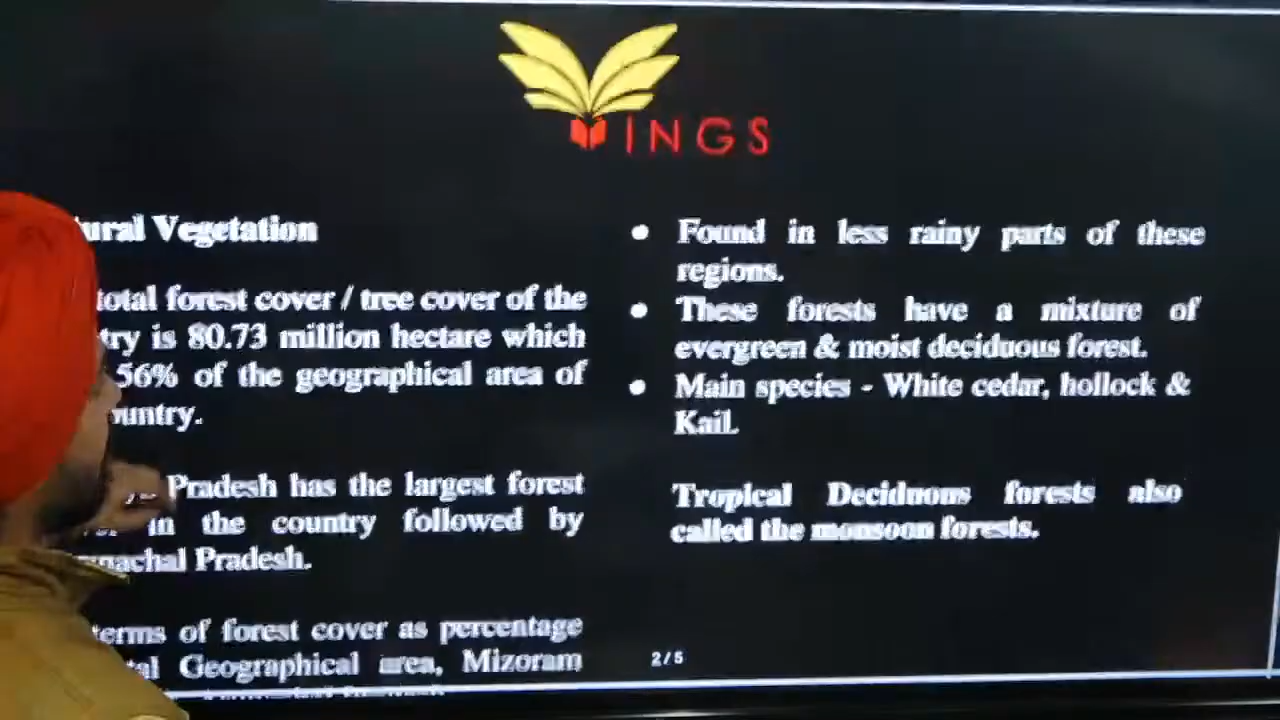 INGS
ural Vegetation
total forest cover / tree cover of the
try is 80.73 million hectare which
56% of the geographical area of
untry.
Pradesh has the largest forest
in the country followed by
nachal Pradesh.
terms of forest cover as percentage
tal Geographical area, Mizoram
● Found in less rainy parts of these
regions.
● These forests have a mixture of
evergreen & moist deciduous forest.
● Main species - White cedar, hollock &
Kail.
Tropical Deciduous forests also
called the monsoon forests.
2/5